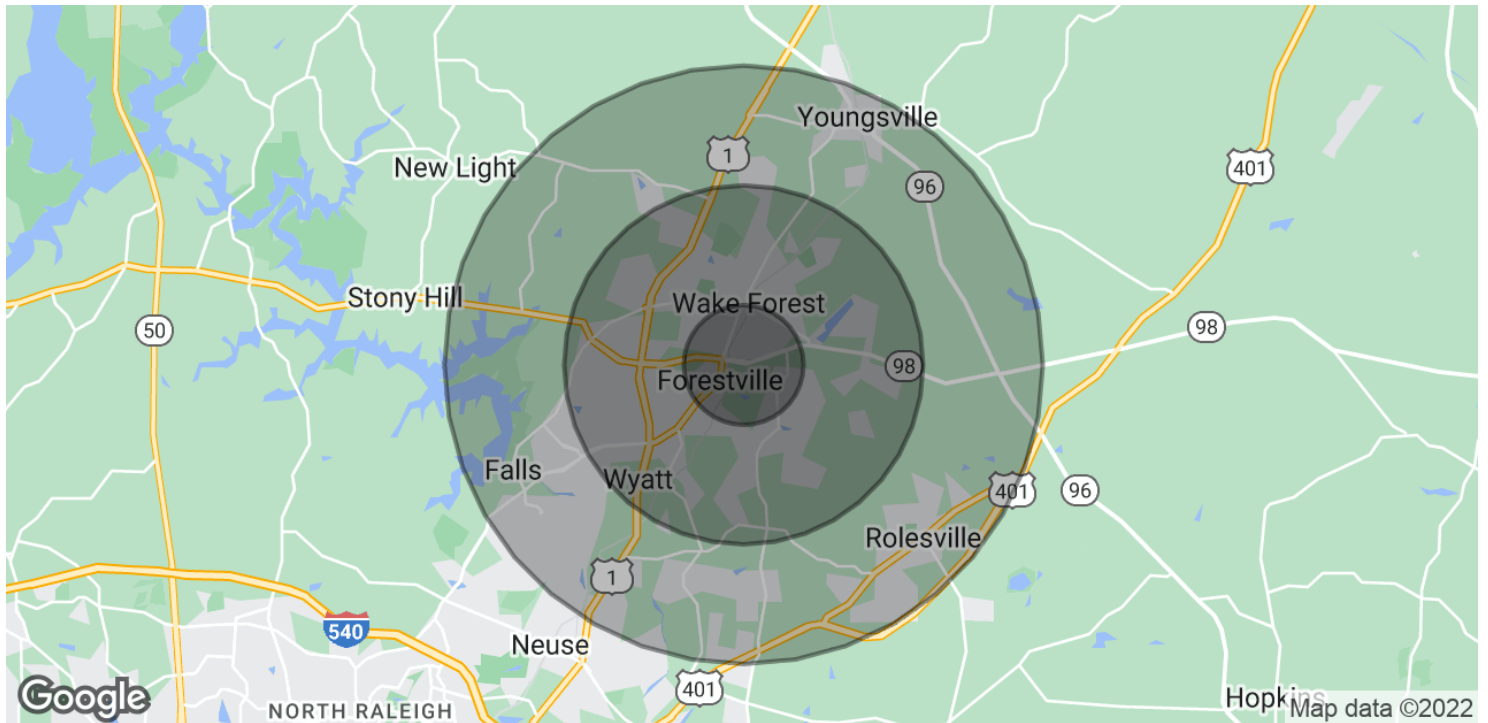 Youngsville
1
New Light
401
96
Stony Hill
Wake Forest
50
98
98
Forestville
Falls
Wyatt
401
96
Rolesville
1
540
Neuse
401
Google
NORTH RALEIGH
Hopkins
Map data ©2022